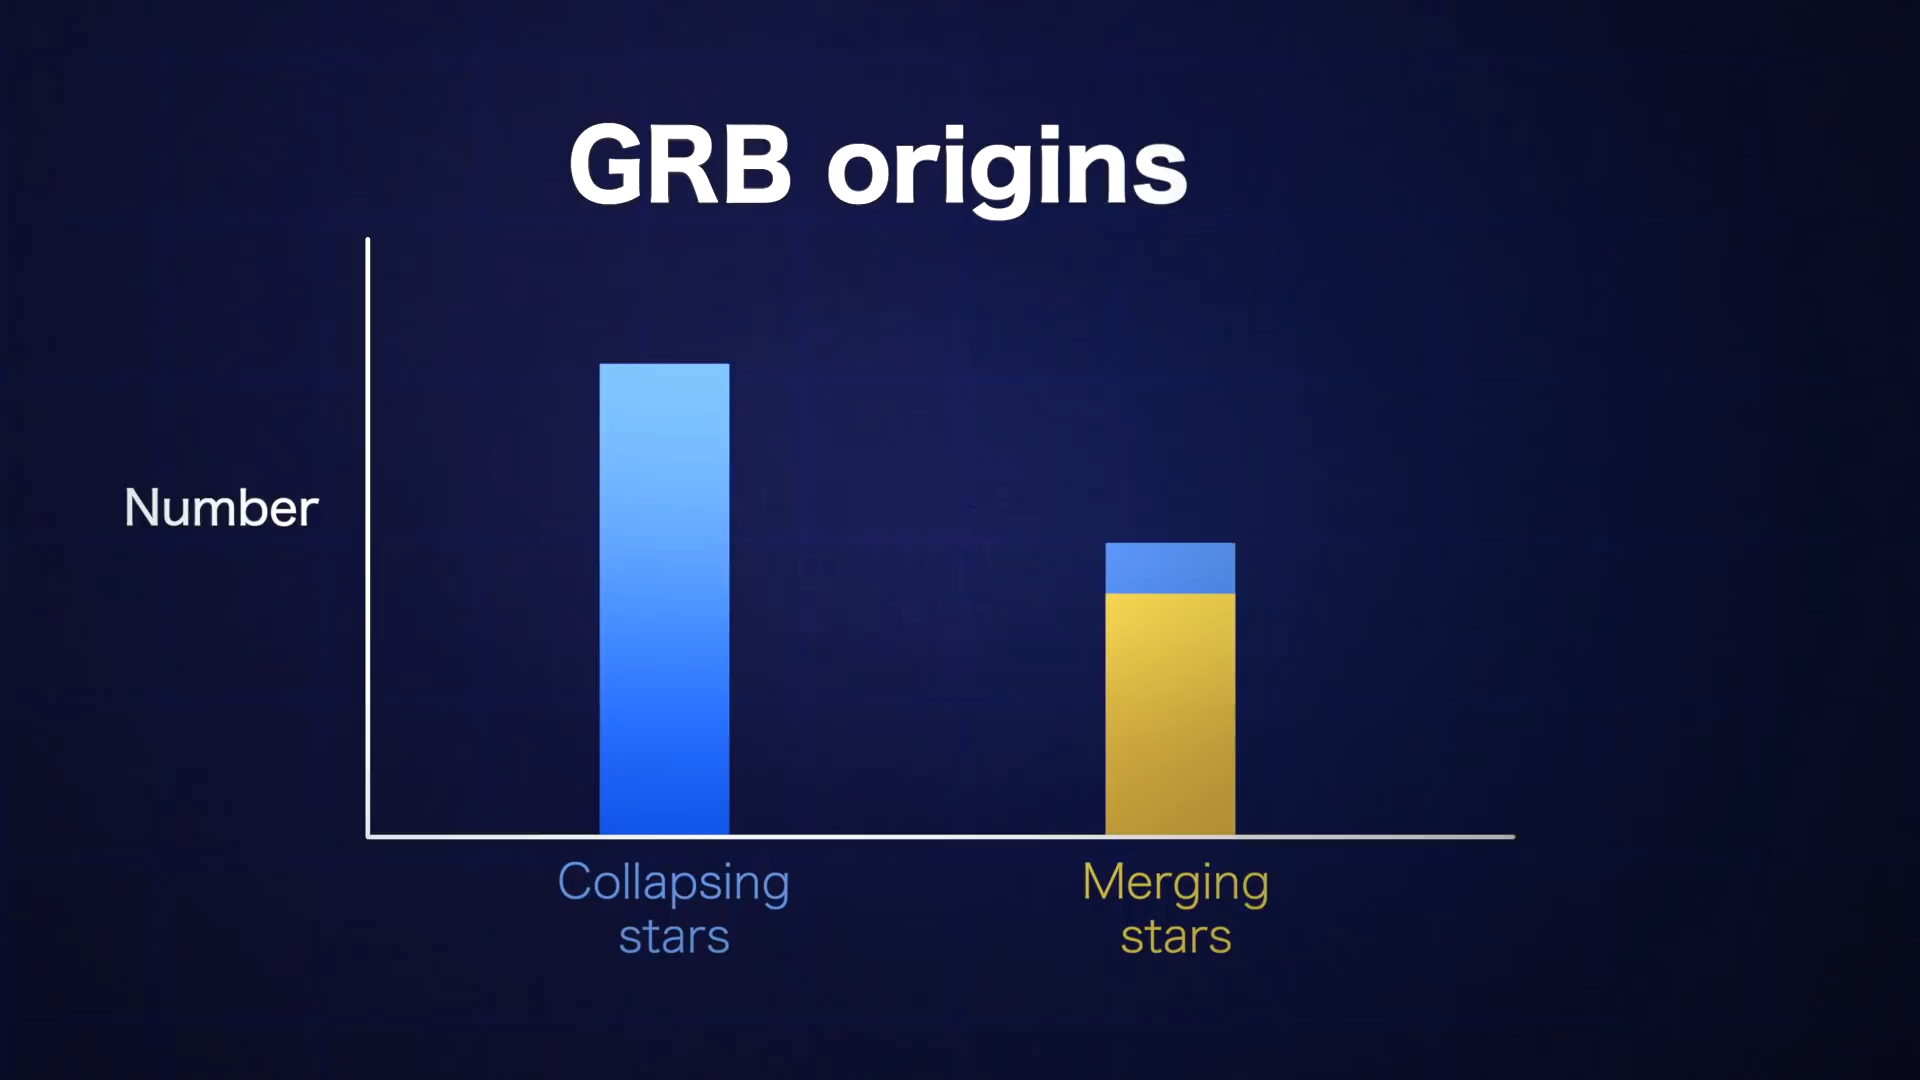 GRB origins
Number
Collapsing
stars
Merging
stars